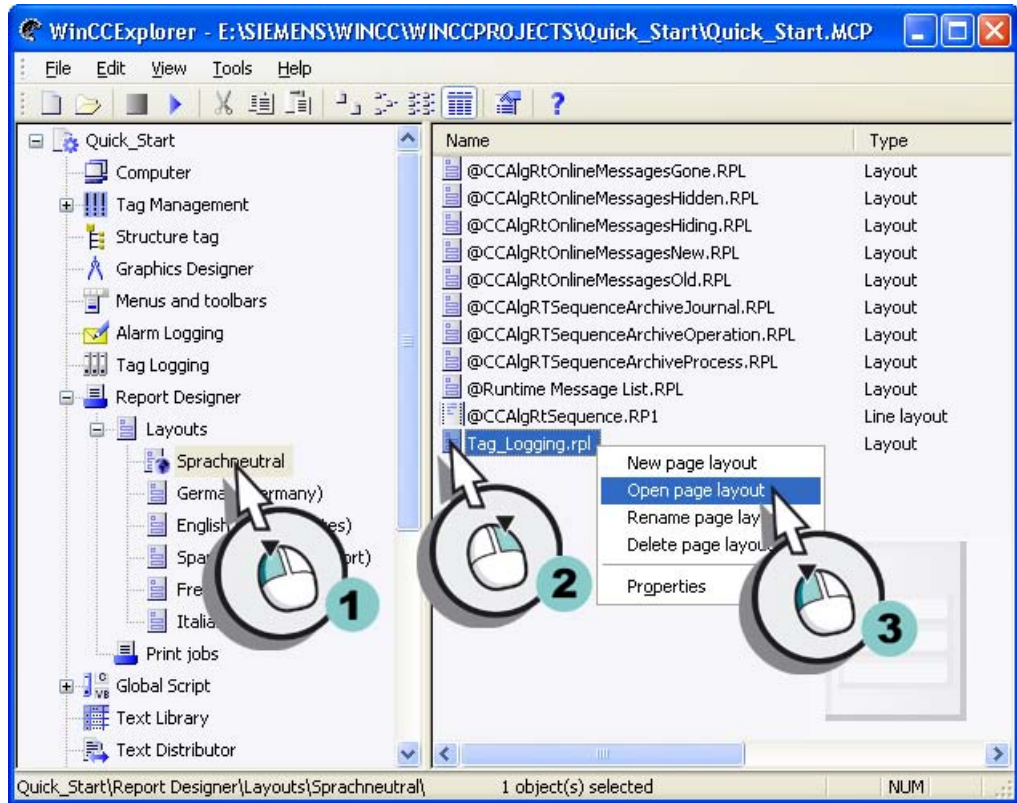 WinCCExplorer - E:\SIEMENS\WINCC\WINCCPROJECTS\Quick_Start\Quick_Start.MCP
File Edit View Tools Help
Quick_Start
Computer
Tag Management
Structure tag
Graphics Designer
Menus and toolbars
Alarm Logging
Tag Logging
Report Designer
Layouts
Sprachneutral
Germa rmany)
English es)
Spa rt)
Fre
Italia
Print jobs
Global Script
Text Library
Text Distributor
Name Type
@CCAlgRtOnlineMessagesGone.RPL Layout
@CCAlgRtOnlineMessagesHidden.RPL Layout
@CCAlgRtOnlineMessagesHiding.RPL Layout
@CCAlgRtOnlineMessagesNew.RPL Layout
@CCAlgRtOnlineMessagesOld.RPL Layout
@CCAlgRTSequenceArchiveJournal.RPL Layout
@CCAlgRTSequenceArchiveOperation.RPL Layout
@CCAlgRTSequenceArchiveProcess.RPL Layout
@Runtime Message List.RPL Layout
@CCAlgRtSequence.RP1 Line layout
Tag_Logging.rpl Layout
New page layout
Open page layout
Rename page lay
Delete page layou
Properties
1
2
3
Quick_Start\Report Designer\Layouts\Sprachneutral\ 1 object(s) selected NUM